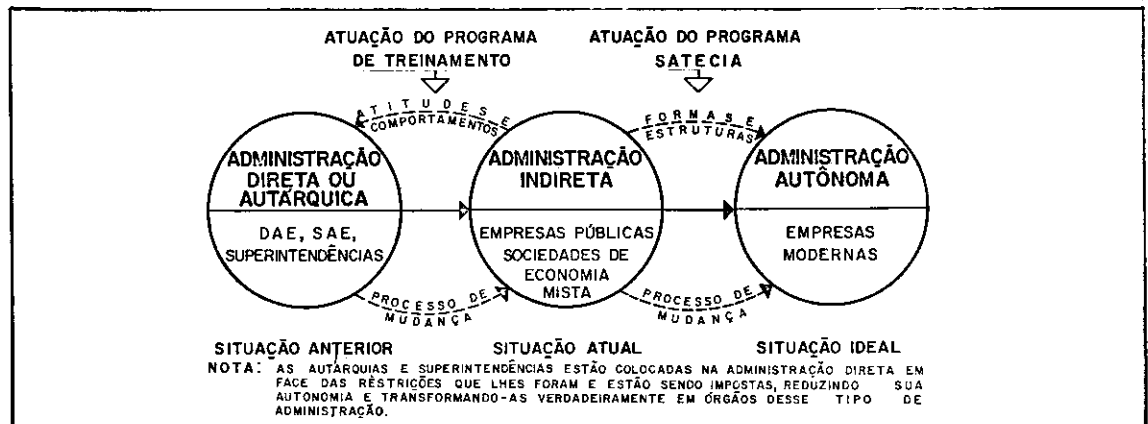 ATUAÇÃO DO PROGRAMA
DE TREINAMENTO
ATUAÇÃO DO PROGRAMA
SATECIA
ATITUDES E
COMPORTAMENTOS
FORMAS E
ESTRUTURAS
ADMINISTRAÇÃO
DIRETA OU
AUTÁRQUICA
DAE, SAE,
SUPERINTENDÊNCIAS
ADMINISTRAÇÃO
INDIRETA
EMPRESAS PÚBLICAS
SOCIEDADES DE
ECONOMIA
MISTA
ADMINISTRAÇÃO
AUTÔNOMA
EMPRESAS
MODERNAS
PROCESSO DE
MUDANÇA
PROCESSO DE
MUDANÇA
SITUAÇÃO ANTERIOR
SITUAÇÃO ATUAL
SITUAÇÃO IDEAL
NOTA: AS AUTARQUIAS E SUPERINTENDÊNCIAS ESTÃO COLOCADAS NA ADMINISTRAÇÃO DIRETA EM
FACE DAS RESTRIÇÕES QUE LHES FORAM E ESTÃO SENDO IMPOSTAS, REDUZINDO SUA
AUTONOMIA E TRANSFORMANDO-AS VERDADEIRAMENTE EM ÓRGÃOS DESSE TIPO DE
ADMINISTRAÇÃO.